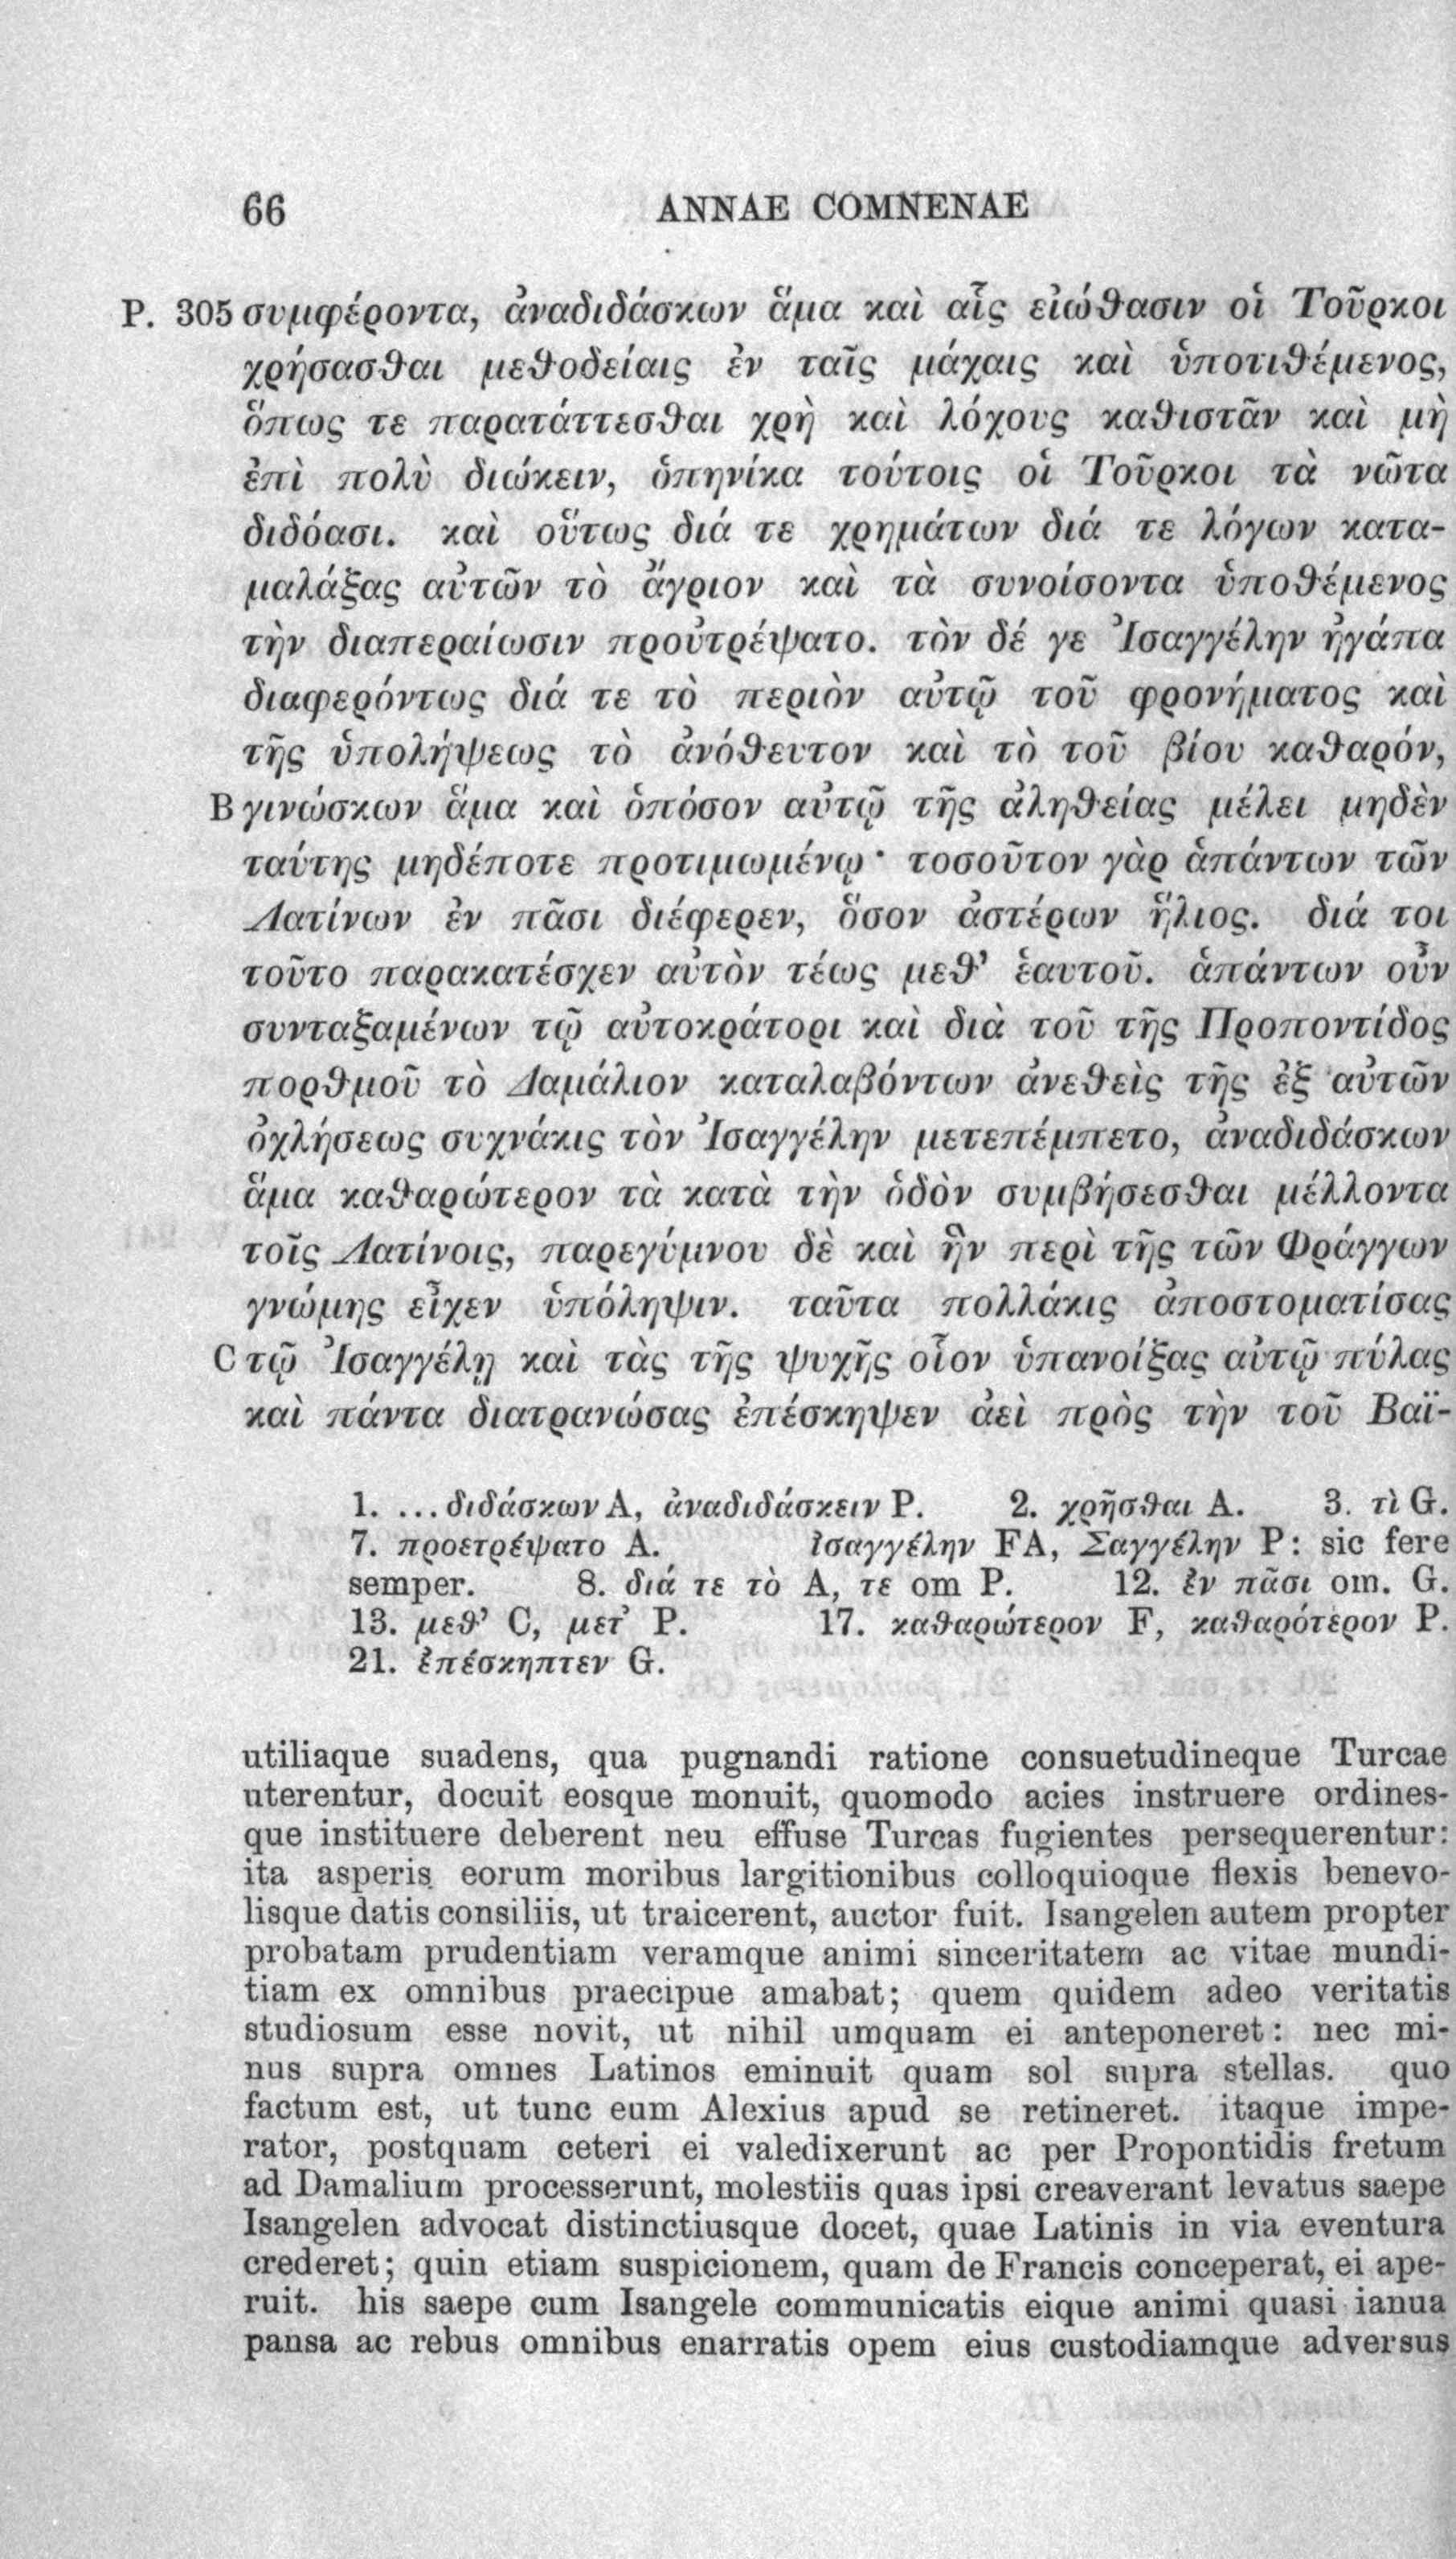 66 ANNAE COMNENAE
P. 305 συμφέροντα, ἀναδιδάσκων ἅμα καὶ αἷς εἰώθασιν οἱ Τοῦρκοι
χρήσασθαι μεθοδείαις ἐν ταῖς μάχαις καὶ ὑποτιθέμενος,
ὅπως τε παρατάττεσθαι χρὴ καὶ λόχους καθιστᾶν καὶ μὴ
ἐπὶ πολὺ διώκειν, ὁπηνίκα τούτοις οἱ Τοῦρκοι τὰ νῶτα
διδόασι. καὶ οὕτως διά τε χρημάτων διά τε λόγων κατα-
μαλάξας αὐτῶν τὸ ἄγριον καὶ τὰ συνοίσοντα ὑποθέμενος
τὴν διαπεραίωσιν προὐτρέψατο. τὸν δέ γε Ἰσαγγέλην ἠγάπα
διαφερόντως διά τε τὸ περιὸν αὐτῷ τοῦ φρονήματος καὶ
τῆς ὑπολήψεως τὸ ἀνόθευτον καὶ τὸ τοῦ βίου καθαρόν,
B γινώσκων ἅμα καὶ ὁπόσον αὐτῷ τῆς ἀληθείας μέλει μηδὲν
ταύτης μηδέποτε προτιμωμένῳ· τοσοῦτον γὰρ ἁπάντων τῶν
Λατίνων ἐν πᾶσι διέφερεν, ὅσον ἀστέρων ἥλιος. διά τοι
τοῦτο παρακατέσχεν αὐτὸν τέως μεθ' ἑαυτοῦ. ἁπάντων οὖν
συνταξαμένων τῷ αὐτοκράτορι καὶ διὰ τοῦ τῆς Προποντίδος
πορθμοῦ τὸ Δαμάλιον καταλαβόντων ἀνεθεὶς τῆς ἐξ αὐτῶν
ὀχλήσεως συχνάκις τὸν Ἰσαγγέλην μετεπέμπετο, ἀναδιδάσκων
ἅμα καθαρώτερον τὰ κατὰ τὴν ὁδὸν συμβήσεσθαι μέλλοντα
τοῖς Λατίνοις, παρεγύμνου δὲ καὶ ἣν περὶ τῆς τῶν Φράγγων
γνώμης εἶχεν ὑπόληψιν. ταῦτα πολλάκις ἀποστοματίσας
C τῷ Ἰσαγγέλῃ καὶ τὰς τῆς ψυχῆς οἷον ὑπανοίξας αὐτῷ πύλας
καὶ πάντα διατρανώσας ἐπέσκηψεν ἀεὶ πρὸς τὴν τοῦ Βαϊ-
1. ...διδάσκων A, ἀναδιδάσκειν P. 2. χρῆσθαι A. 3. τὶ G.
7. προετρέψατο A. ἰσαγγέλην FA, Σαγγέλην P: sic fere
semper. 8. διά τε τὸ A, τε om P. 12. ἐν πᾶσι om. G.
13. μεθ' C, μετ' P. 17. καθαρώτερον F, καθαρότερον P.
21. ἐπέσκηπτεν G.
utiliaque suadens, qua pugnandi ratione consuetudineque Turcae
uterentur, docuit eosque monuit, quomodo acies instruere ordines-
que instituere deberent neu effuse Turcas fugientes persequerentur:
ita asperis eorum moribus largitionibus colloquioque flexis benevo-
lisque datis consiliis, ut traicerent, auctor fuit. Isangelen autem propter
probatam prudentiam veramque animi sinceritatem ac vitae mundi-
tiam ex omnibus praecipue amabat; quem quidem adeo veritatis
studiosum esse novit, ut nihil umquam ei anteponeret: nec mi-
nus supra omnes Latinos eminuit quam sol supra stellas. quo
factum est, ut tunc eum Alexius apud se retineret. itaque impe-
rator, postquam ceteri ei valedixerunt ac per Propontidis fretum
ad Damalium processerunt, molestiis quas ipsi creaverant levatus saepe
Isangelen advocat distinctiusque docet, quae Latinis in via eventura
crederet; quin etiam suspicionem, quam de Francis conceperat, ei ape-
ruit. his saepe cum Isangele communicatis eique animi quasi ianua
pansa ac rebus omnibus enarratis opem eius custodiamque adversus